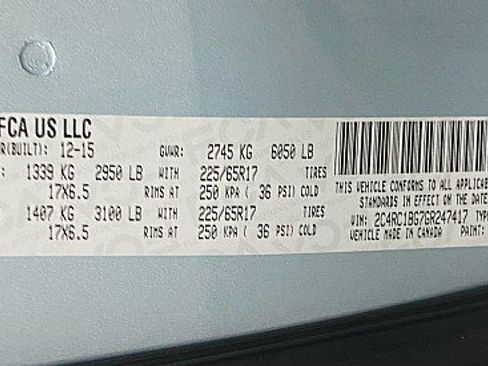 FCA US LLC
R(BUILT): 12-15 GVWR: 2745 KG 6050 LB
: 1339 KG 2950 LB WITH 225/65R17 TIRES
17X6.5 RIMS AT 250 KPA ( 36 PSI) COLD
: 1407 KG 3100 LB WITH 225/65R17 TIRES
17X6.5 RIMS AT 250 KPA ( 36 PSI) COLD
THIS VEHICLE CONFORMS TO ALL APPLICAB
STANDARDS IN EFFECT ON THE DATE
VIN: 2C4RC1BG7GR247417 TYP
VEHICLE MADE IN CANADA PAINT: